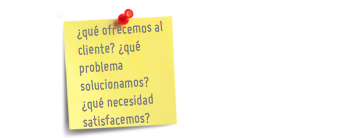 ¿qué ofrecemos al
cliente? ¿qué
problema
solucionamos?
¿qué necesidad
satisfacemos?